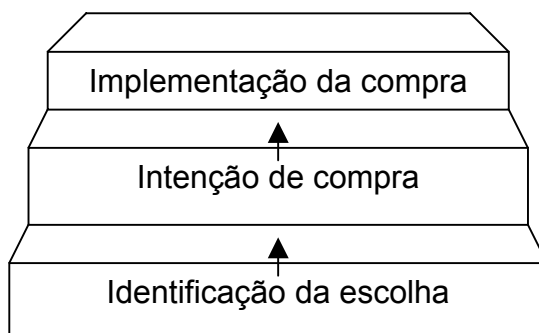 Implementação da compra
Intenção de compra
Identificação da escolha